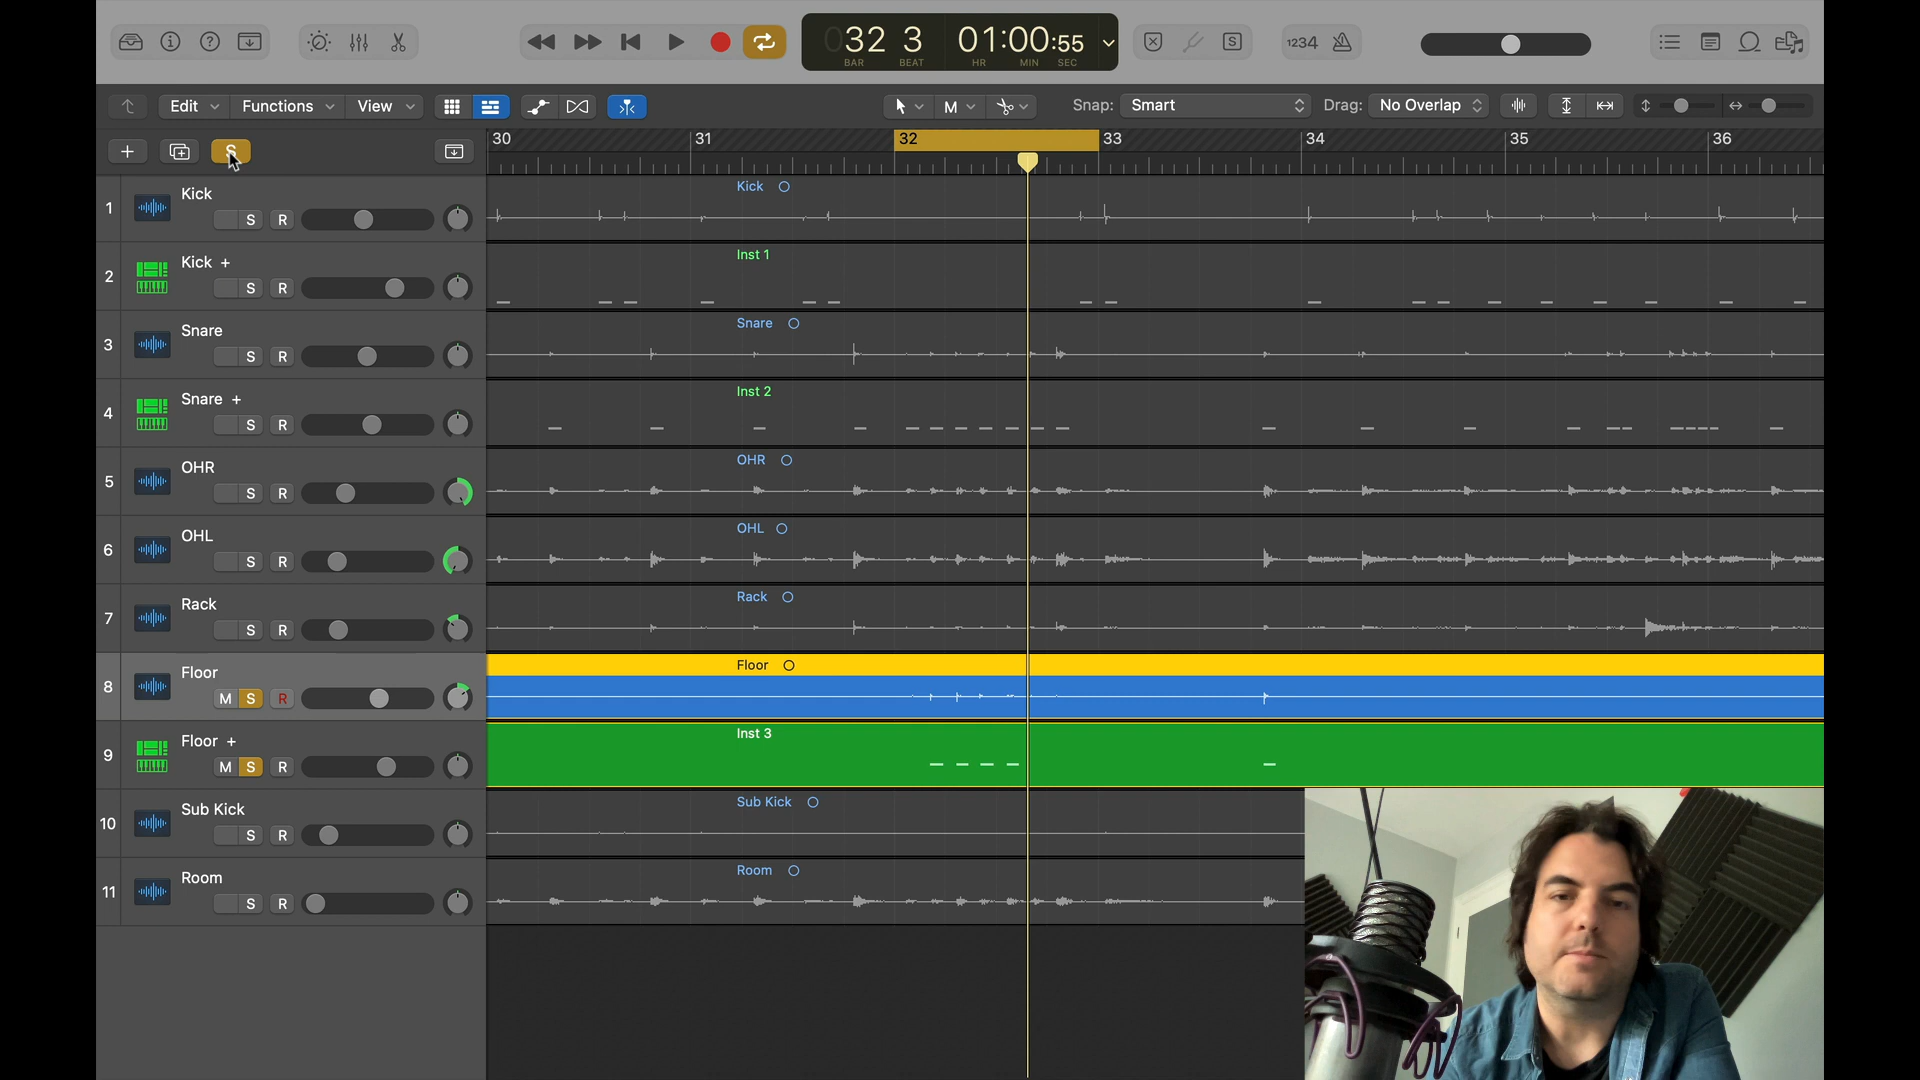 032 3 01:00:55
BAR BEAT HR MIN SEC
1234
S
Edit Functions View M Snap: Smart Drag: No Overlap
S
30 31 32 33 34 35 36
1 Kick S R Kick
2 Kick + S R Inst 1
3 Snare S R Snare
4 Snare + S R Inst 2
5 OHR S R OHR
6 OHL S R OHL
7 Rack S R Rack
8 Floor M S R Floor
9 Floor + M S R Inst 3
10 Sub Kick S R Sub Kick
11 Room S R Room